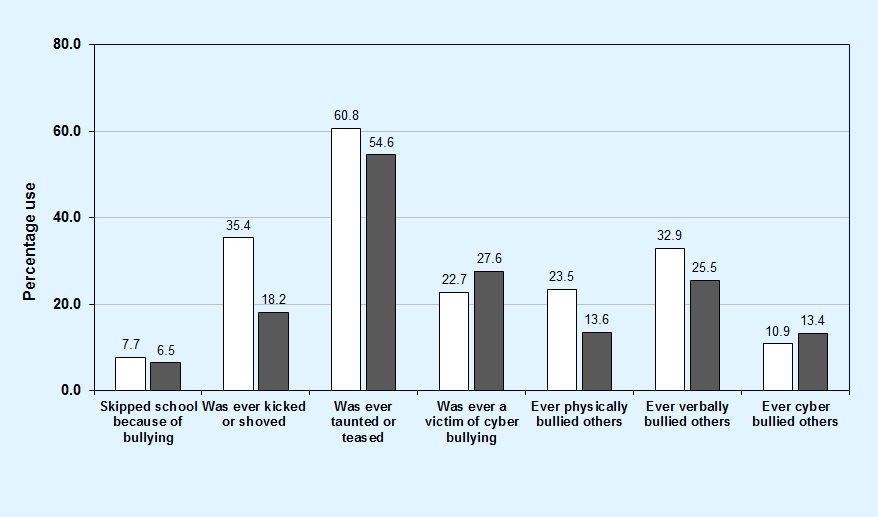 80.0
60.0
40.0
20.0
0.0
Percentage use
7.7
6.5
35.4
18.2
60.8
54.6
22.7
27.6
23.5
13.6
32.9
25.5
10.9
13.4
Skipped school
because of
bullying
Was ever kicked
or shoved
Was ever
taunted or
teased
Was ever a
victim of cyber
bullying
Ever physically
bullied others
Ever verbally
bullied others
Ever cyber
bullied others